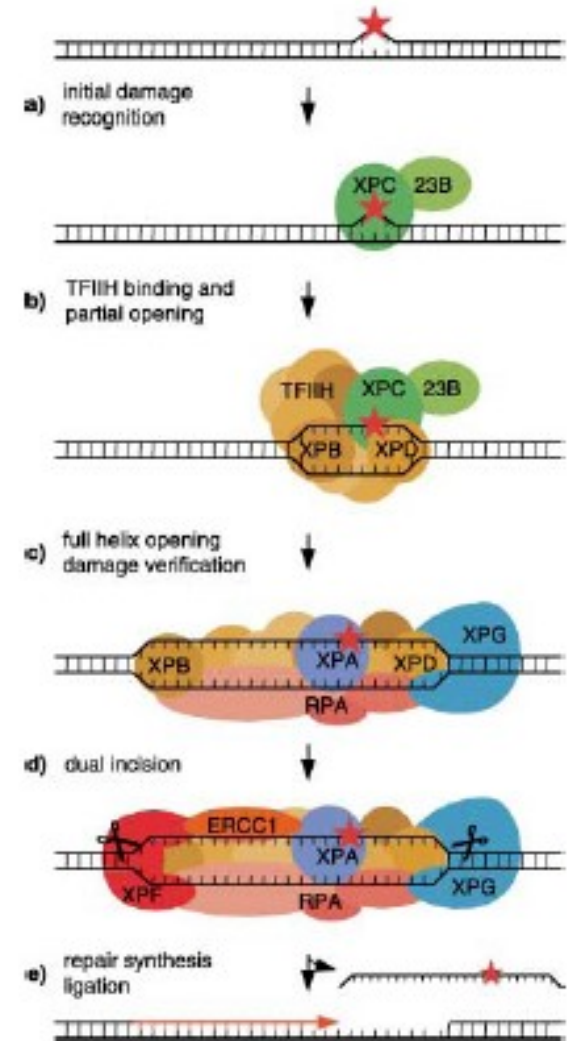 a) initial damage
recognition
XPC 23B
b) TFIIH binding and
partial opening
TFIIH XPC 23B
XPB XPD
c) full helix opening
damage verification
XPG
XPB XPA XPD
RPA
d) dual incision
ERCC1
XPA
XPF RPA XPG
e) repair synthesis
ligation